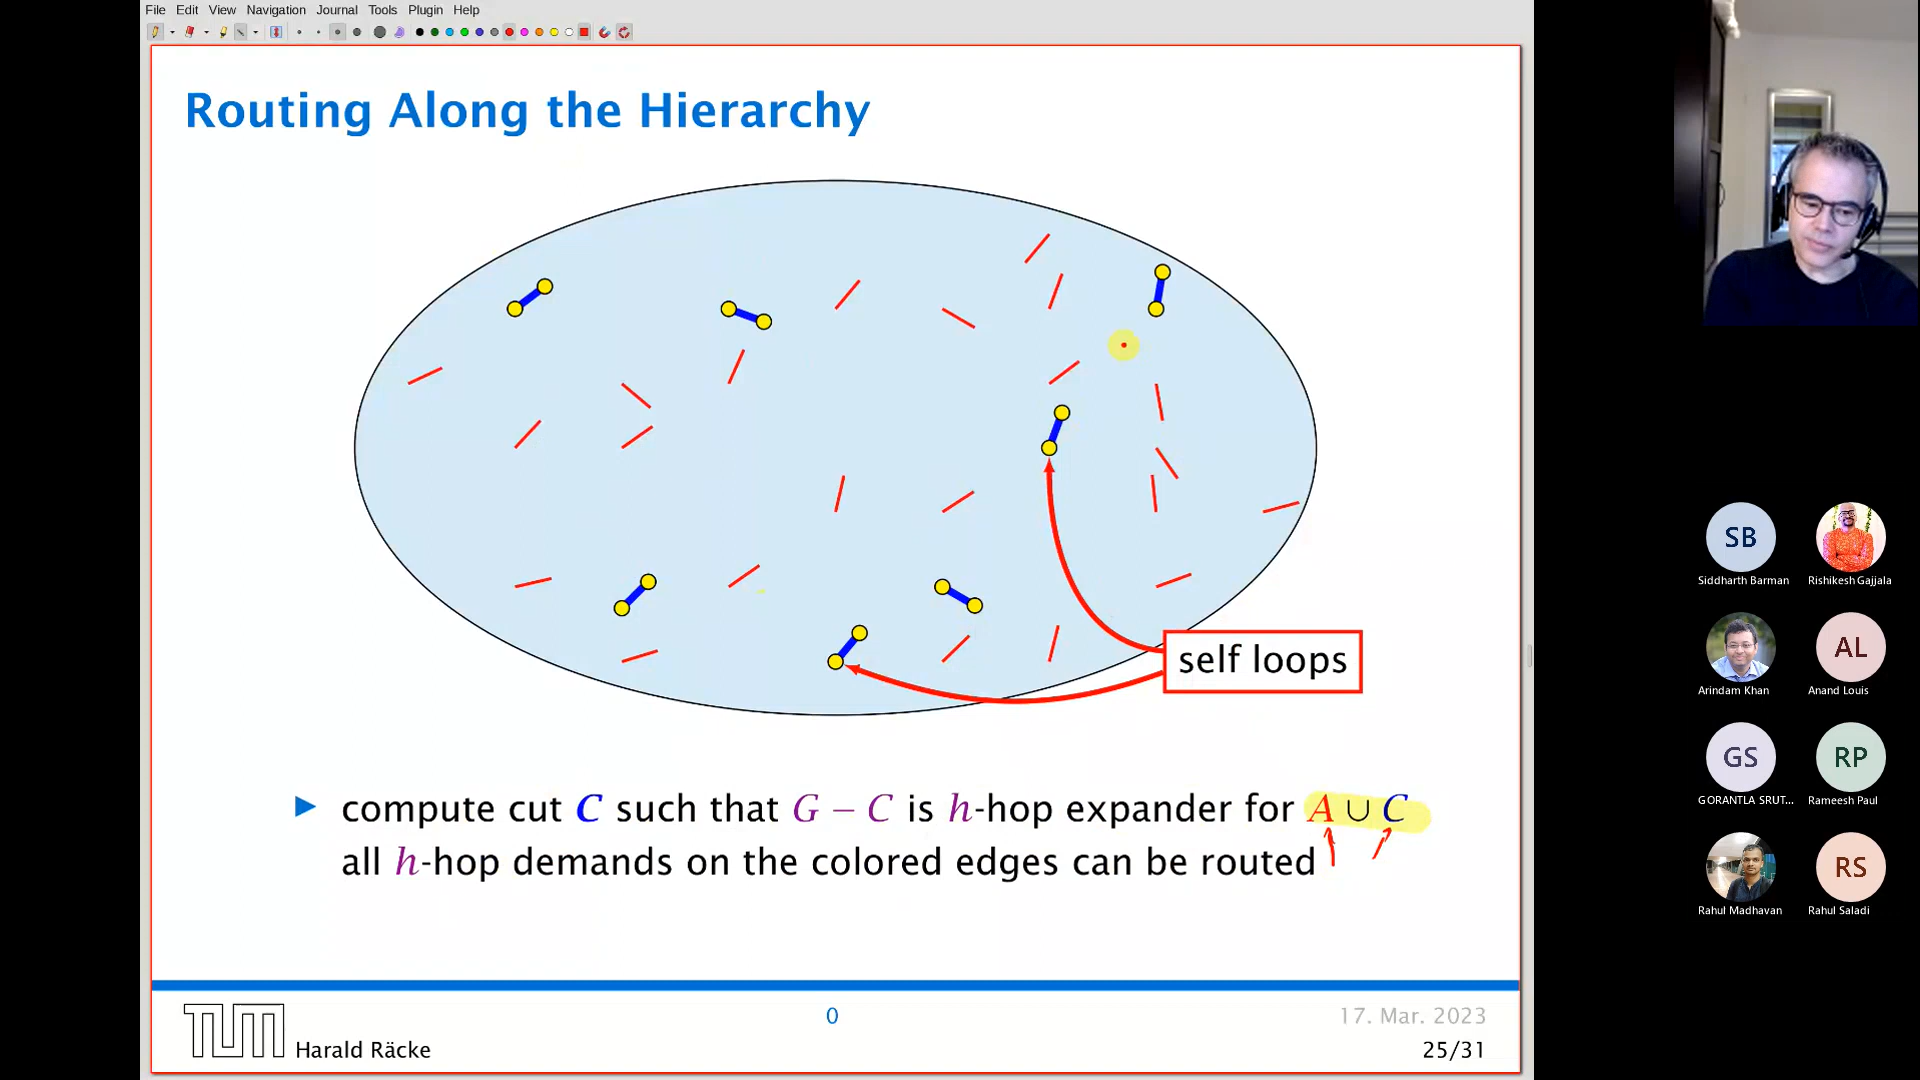 File Edit View Navigation Journal Tools Plugin Help
Routing Along the Hierarchy
self loops
▶ compute cut C such that G − C is h-hop expander for A ∪ C
all h-hop demands on the colored edges can be routed
TUM
Harald Räcke
0
17. Mar. 2023
25/31
SB
Siddharth Barman
Rishikesh Gajjala
Arindam Khan
AL
Anand Louis
GS
GORANTLA SRUT...
RP
Rameesh Paul
Rahul Madhavan
RS
Rahul Saladi